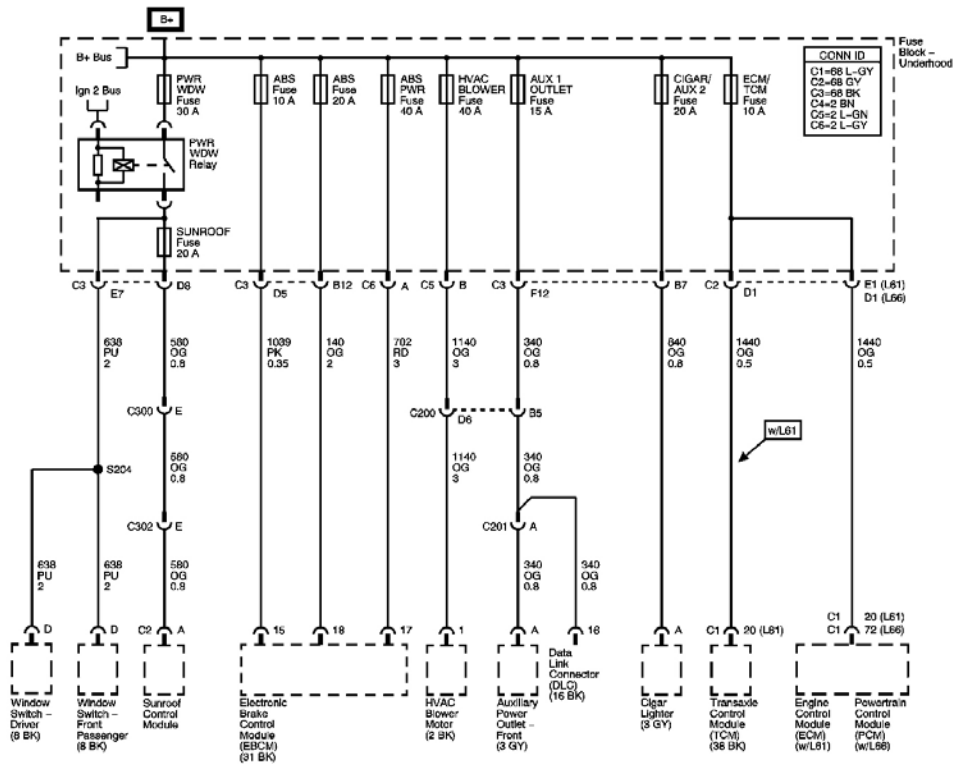 B+
Fuse
Block –
Underhood
B+ Bus
Ign 2 Bus
PWR
WDW
Fuse
30 A
ABS
Fuse
10 A
ABS
Fuse
20 A
ABS
PWR
Fuse
40 A
HVAC
BLOWER
Fuse
40 A
AUX 1
OUTLET
Fuse
15 A
CIGAR/
AUX 2
Fuse
20 A
ECM/
TCM
Fuse
10 A
CONN ID
C1=68 L-GY
C2=68 GY
C3=68 BK
C4=2 BN
C5=2 L-GN
C6=2 L-GY
PWR
WDW
Relay
SUNROOF
Fuse
20 A
C3
E7
D8
C3
D5
B12
C6
A
C5
B
C3
F12
B7
C2
D1
E1 (L61)
D1 (L66)
638
PU
2
580
OG
0.8
1039
PK
0.35
140
OG
2
702
RD
3
1140
OG
3
340
OG
0.8
840
OG
0.8
1440
OG
0.5
1440
OG
0.5
C300
E
C200
D6
B5
w/L61
S204
580
OG
0.8
1140
OG
3
340
OG
0.8
C302
E
C201
A
638
PU
2
638
PU
2
580
OG
0.8
340
OG
0.8
340
OG
0.8
D
D
C2
A
15
18
17
1
A
16
A
C1
20 (L61)
C1
20 (L61)
C1
72 (L66)
Window
Switch –
Driver
(8 BK)
Window
Switch –
Front
Passenger
(8 BK)
Sunroof
Control
Module
Electronic
Brake
Control
Module
(EBCM)
(31 BK)
HVAC
Blower
Motor
(2 BK)
Auxiliary
Power
Outlet –
Front
(3 GY)
Data
Link
Connector
(DLC)
(16 BK)
Cigar
Lighter
(3 GY)
Transaxle
Control
Module
(TCM)
(38 BK)
Engine
Control
Module
(ECM)
(w/L61)
Powertrain
Control
Module
(PCM)
(w/L66)